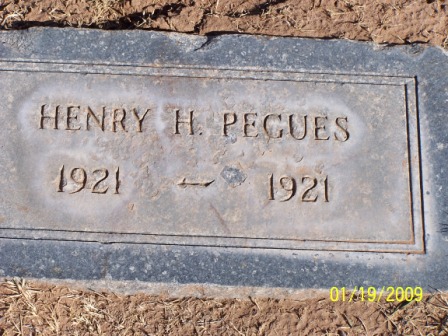 HENRY H. PEGUES
1921 — 1921
01/19/2009